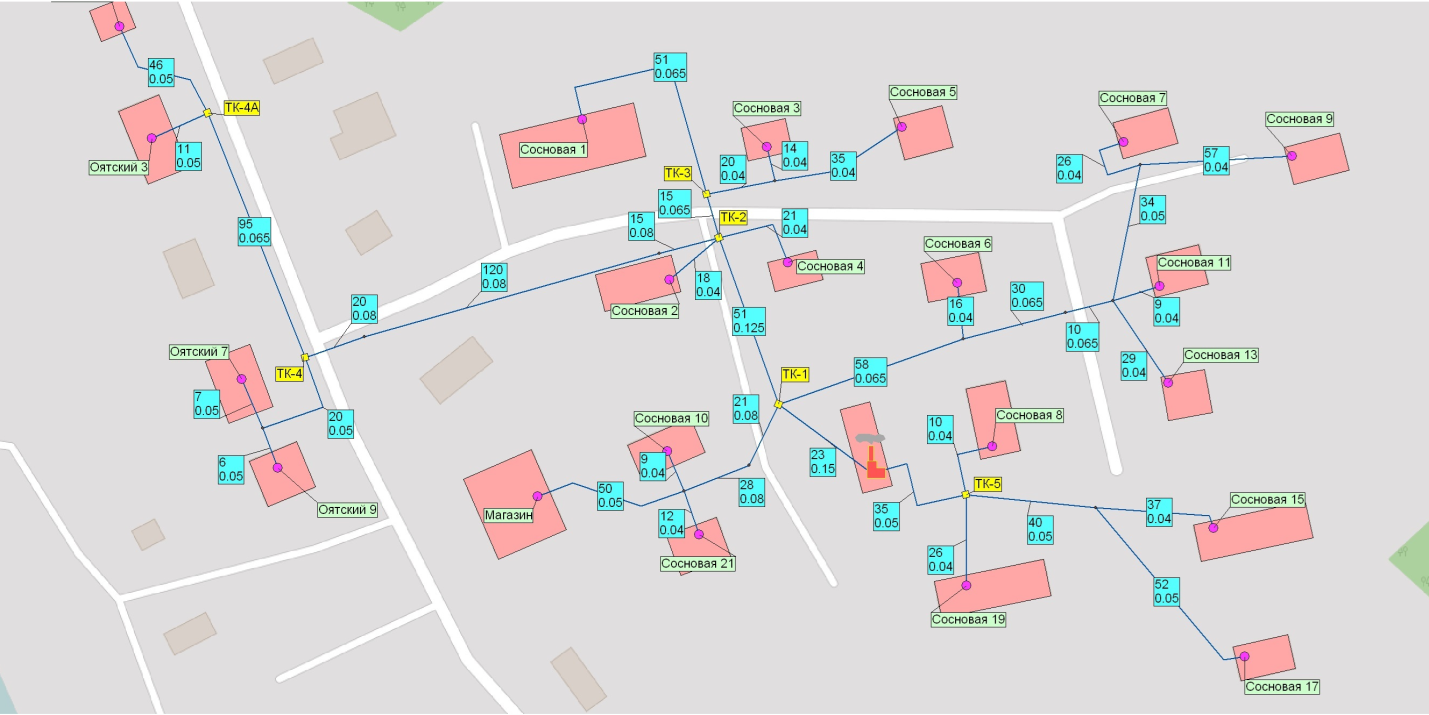 51
0.065
46
0.05
Сосновая 5
Сосновая 7
ТК-4А
Сосновая 3
Сосновая 9
Сосновая 1
14
0.04
11
0.05
20
0.04
35
0.04
26
0.04
57
0.04
Оятский 3
ТК-3
15
0.065
34
0.05
95
0.065
15
0.08
ТК-2
21
0.04
Сосновая 6
Сосновая 4
Сосновая 11
120
0.08
18
0.04
30
0.065
20
0.08
Сосновая 2
16
0.04
9
0.04
51
0.125
10
0.065
Оятский 7
ТК-4
58
0.065
29
0.04
Сосновая 13
ТК-1
7
0.05
20
0.05
21
0.08
Сосновая 10
10
0.04
Сосновая 8
9
0.04
23
0.15
6
0.05
28
0.08
ТК-5
50
0.05
Магазин
Оятский 9
12
0.04
35
0.05
40
0.05
37
0.04
Сосновая 15
26
0.04
Сосновая 21
52
0.05
Сосновая 19
Сосновая 17